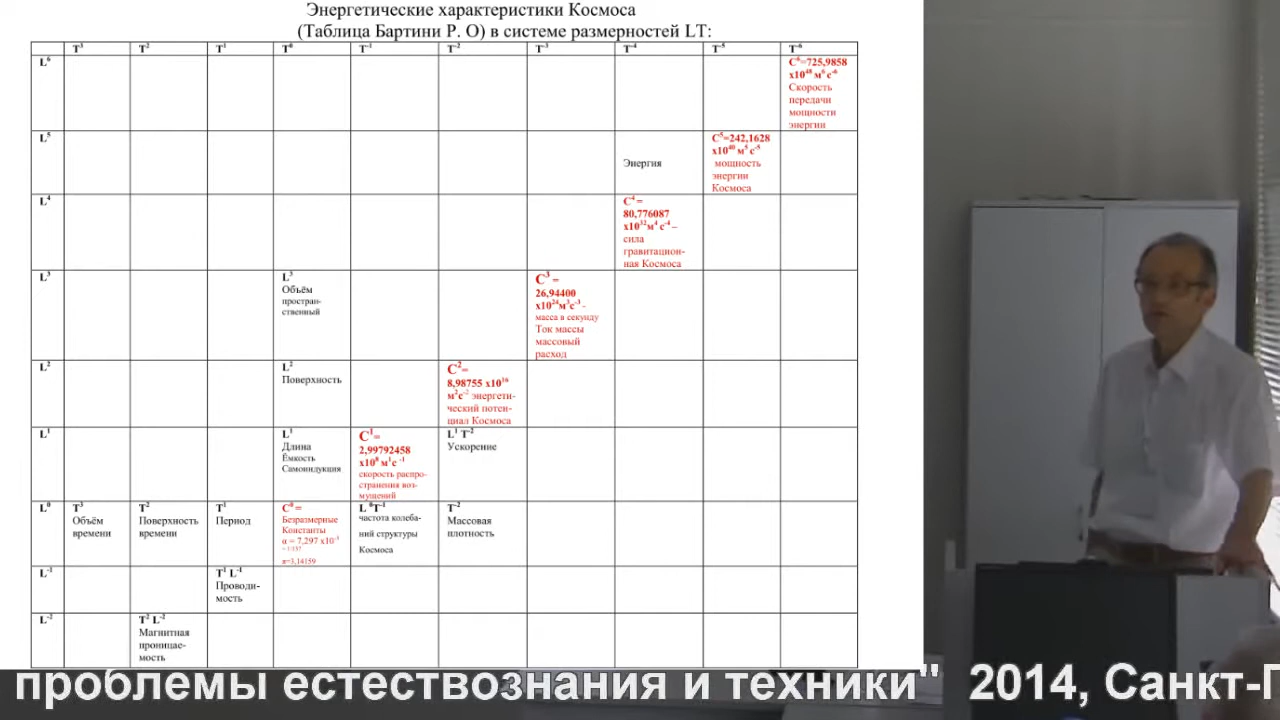 Энергетические характеристики Космоса
(Таблица Бартини Р. О) в системе размерностей LT:
T³ T² T¹ T⁰ T⁻¹ T⁻² T⁻³ T⁻⁴ T⁻⁵ T⁻⁶
L⁶
C⁶=725,9858
x10⁴⁸ м⁶ с⁻⁶
Скорость
передачи
мощности
энергии
L⁵
Энергия
C⁵=242,1628
x10⁴⁰ м⁵ с⁻⁵
мощность
энергии
Космоса
L⁴
C⁴ =
80,776087
x10³²м⁴ с⁻⁴ –
сила
гравитацион-
ная Космоса
L³
L³
Объём
простран-
ственный
C³ =
26,94400
x10²⁴м³с⁻³ -
масса в секунду
Ток массы
массовый
расход
L²
L²
Поверхность
C²=
8,98755 x10¹⁶
м²с⁻² энергети-
ческий потен-
циал Космоса
L¹
L¹
Длина
Ёмкость
Самоиндукция
C¹=
2,99792458
x10⁸ м¹с ⁻¹
скорость распро-
странения воз-
мущений
L¹ T⁻²
Ускорение
L⁰
T³
Объём
времени
T²
Поверхность
времени
T¹
Период
C⁰ =
Безразмерные
Константы
α = 7,297 x10⁻³
= 1/137
π=3,14159
L⁰T⁻¹
частота колеба-
ний структуры
Космоса
T⁻²
Массовая
плотность
L⁻¹
T¹ L⁻¹
Проводи-
мость
L⁻²
T² L⁻²
Магнитная
проницае-
мость
проблемы естествознания и техники" 2014, Санкт-П